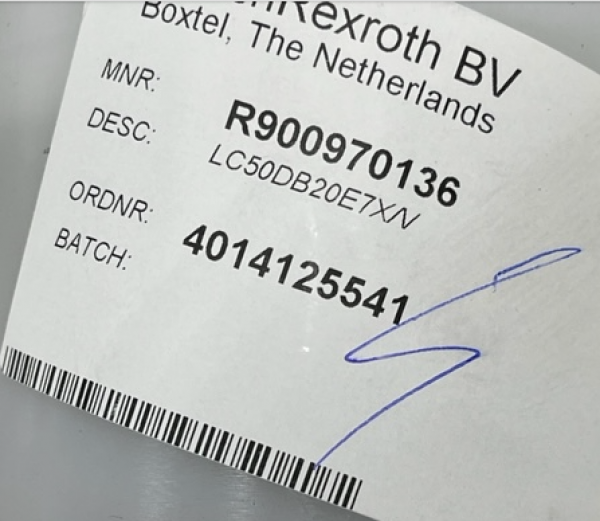 Rexroth BV
Boxtel, The Netherlands
MNR: R900970136
DESC: LC50DB20E7X/V
ORDNR: 4014125541
BATCH: